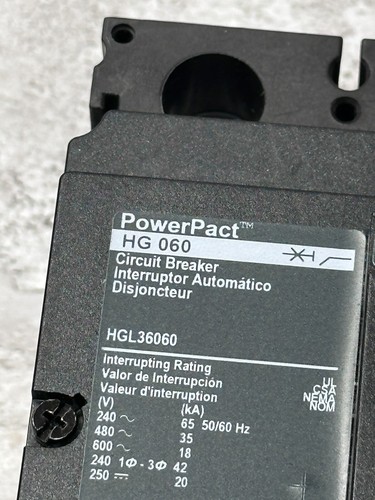 PowerPact™
HG 060
Circuit Breaker
Interruptor Automático
Disjoncteur
HGL36060
Interrupting Rating
Valor de Interrupción
Valeur d'interruption
UL
CSA
NEMA
NOM
(V) (kA)
240 ~ 65 50/60 Hz
480 ~ 35
600 ~ 18
240 1Φ - 3Φ 42
250 ⎓ 20